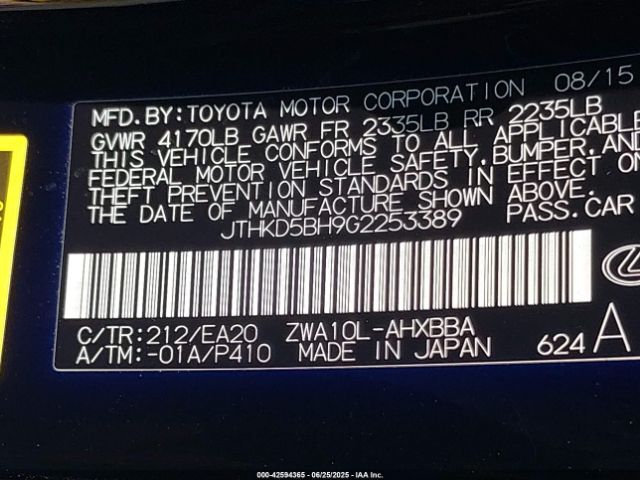 MFD.BY:TOYOTA MOTOR CORPORATION 08/15
GVWR 4170LB GAWR FR 2335LB RR 2235LB
THIS VEHICLE CONFORMS TO ALL APPLICABLE
FEDERAL MOTOR VEHICLE SAFETY,BUMPER,AND
THEFT PREVENTION STANDARDS IN EFFECT ON
THE DATE OF MANUFACTURE SHOWN ABOVE.
JTHKD5BH9G2253389 PASS.CAR
C/TR:212/EA20 ZWA10L-AHXBBA
A/TM:-01A/P410 MADE IN JAPAN 624 A
000-42594365 - 06/25/2025 - IAA Inc.